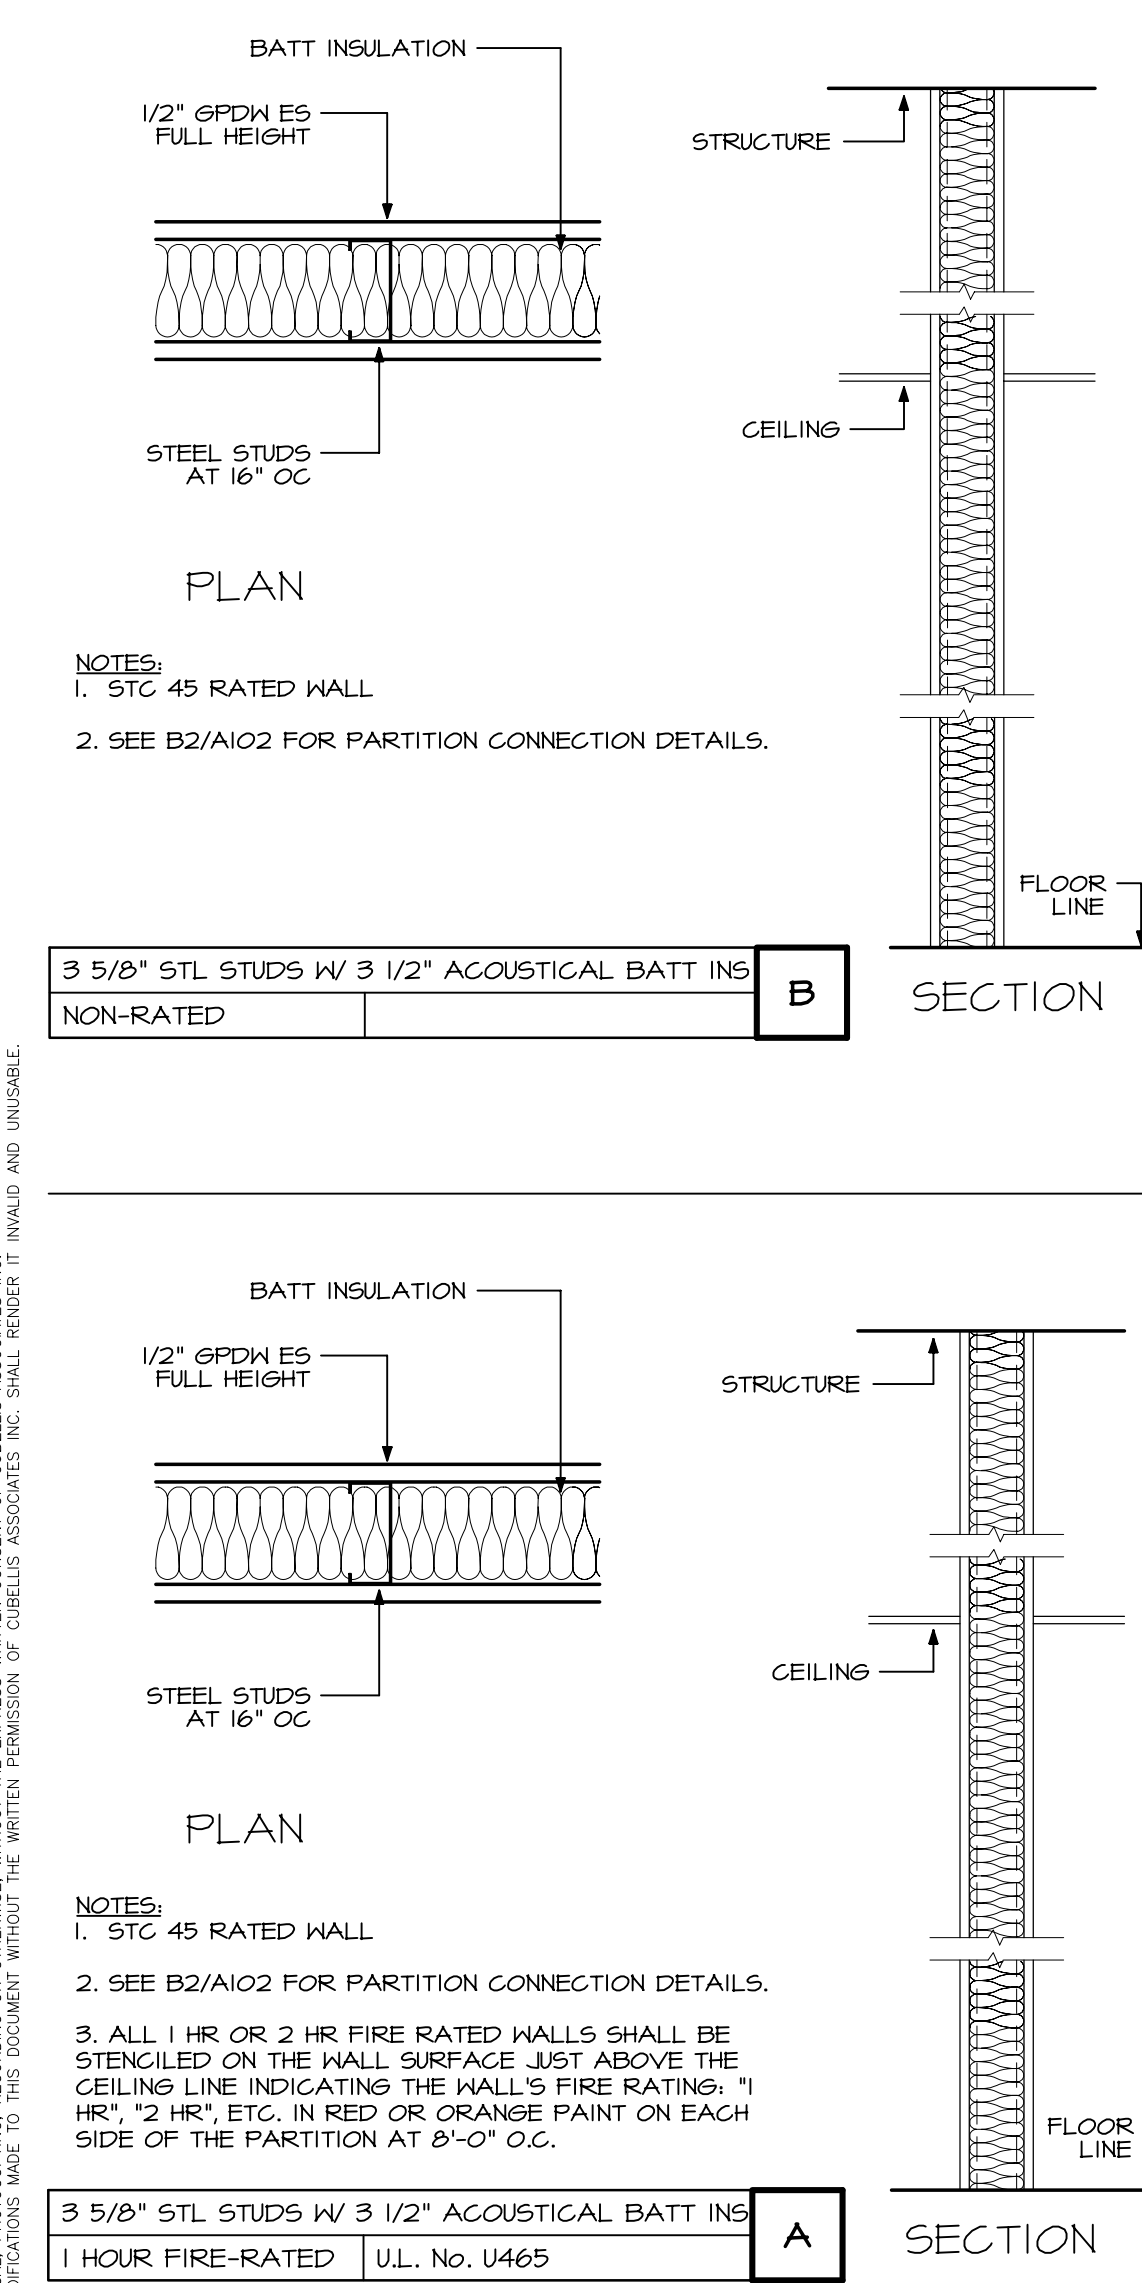 BATT INSULATION
1/2" GPDW ES
FULL HEIGHT
STRUCTURE
CEILING
STEEL STUDS
AT 16" OC
PLAN
NOTES:
1. STC 45 RATED WALL
2. SEE B2/A102 FOR PARTITION CONNECTION DETAILS.
FLOOR
LINE
3 5/8" STL STUDS W/ 3 1/2" ACOUSTICAL BATT INS
NON-RATED
B
SECTION
BATT INSULATION
1/2" GPDW ES
FULL HEIGHT
STRUCTURE
CEILING
STEEL STUDS
AT 16" OC
PLAN
NOTES:
1. STC 45 RATED WALL
2. SEE B2/A102 FOR PARTITION CONNECTION DETAILS.
3. ALL 1 HR OR 2 HR FIRE RATED WALLS SHALL BE
STENCILED ON THE WALL SURFACE JUST ABOVE THE
CEILING LINE INDICATING THE WALL'S FIRE RATING: "1
HR", "2 HR", ETC. IN RED OR ORANGE PAINT ON EACH
SIDE OF THE PARTITION AT 8'-0" O.C.
FLOOR
LINE
3 5/8" STL STUDS W/ 3 1/2" ACOUSTICAL BATT INS
1 HOUR FIRE-RATED
U.L. No. U465
A
SECTION
MADE TO THIS DOCUMENT WITHOUT THE WRITTEN PERMISSION OF CUBELLIS ASSOCIATES INC. SHALL RENDER IT INVALID AND UNUSABLE.